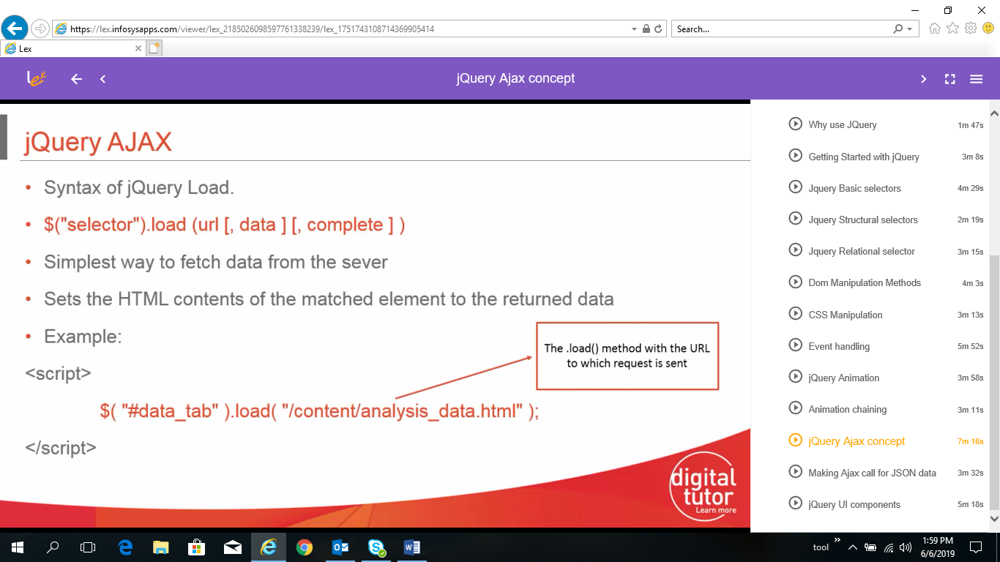 https://lex.infosysapps.com/viewer/lex_2185026098597761338239/lex_1751743108714369905414
Search...
Lex
lex
jQuery Ajax concept
jQuery AJAX
• Syntax of jQuery Load.
• $("selector").load (url [, data ] [, complete ] )
• Simplest way to fetch data from the sever
• Sets the HTML contents of the matched element to the returned data
• Example:
The .load() method with the URL
to which request is sent
<script>
$( "#data_tab" ).load( "/content/analysis_data.html" );
</script>
digital
tutor
Learn more
Why use JQuery 1m 47s
Getting Started with jQuery 3m 8s
Jquery Basic selectors 4m 29s
Jquery Structural selectors 2m 19s
Jquery Relational selector 3m 15s
Dom Manipulation Methods 4m 3s
CSS Manipulation 3m 13s
Event handling 5m 52s
jQuery Animation 3m 58s
Animation chaining 3m 11s
jQuery Ajax concept 7m 16s
Making Ajax call for JSON data 3m 32s
jQuery UI components 5m 18s
tool
1:59 PM
6/6/2019